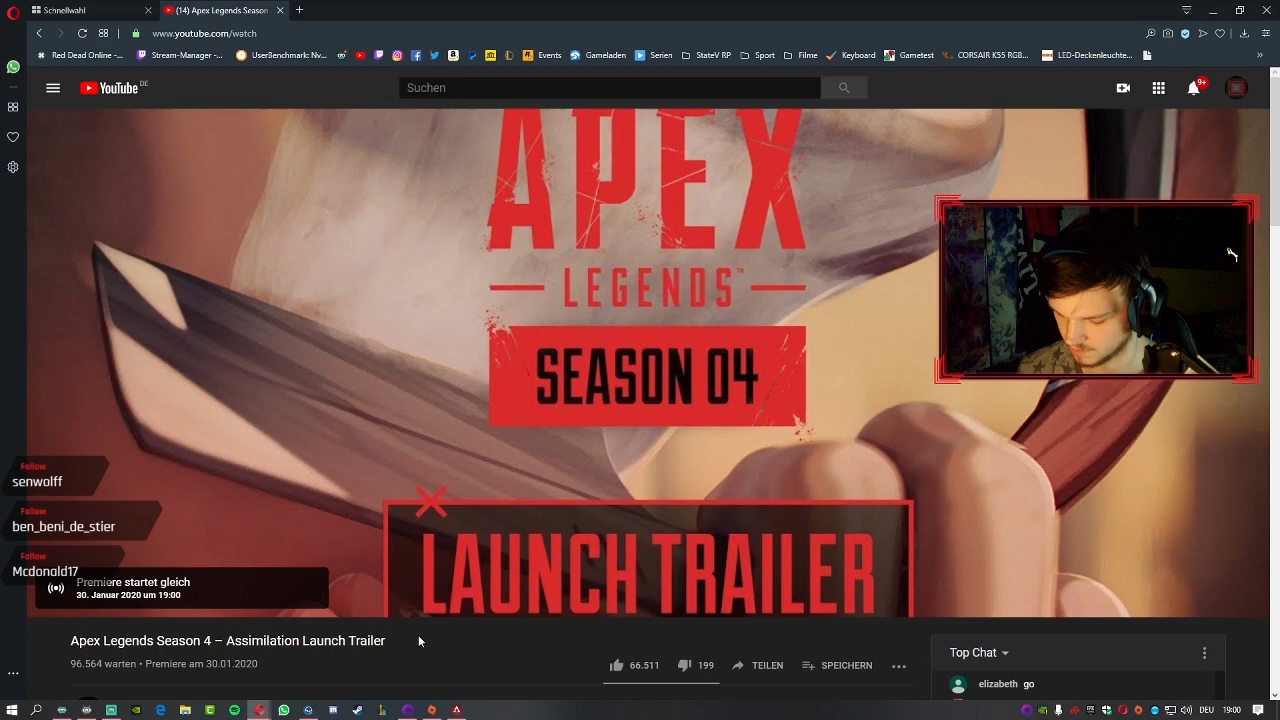 Schnellwahl
(14) Apex Legends Season
www.youtube.com/watch
Red Dead Online -...
Stream-Manager -...
UserBenchmark: Nv...
Events
Gameladen
Serien
StateV RP
Sport
Filme
Keyboard
Gametest
CORSAIR K55 RGB...
LED-Deckenleuchte...
YouTube DE
Suchen
9+
APEX
LEGENDS™
SEASON 04
LAUNCH TRAILER
Follow
senwolff
Follow
ben_beni_de_stier
Follow
Mcdonald17
Premiere startet gleich
30. Januar 2020 um 19:00
Apex Legends Season 4 – Assimilation Launch Trailer
96.564 warten • Premiere am 30.01.2020
66.511
199
TEILEN
SPEICHERN
Top Chat
elizabeth go
DEU
19:00